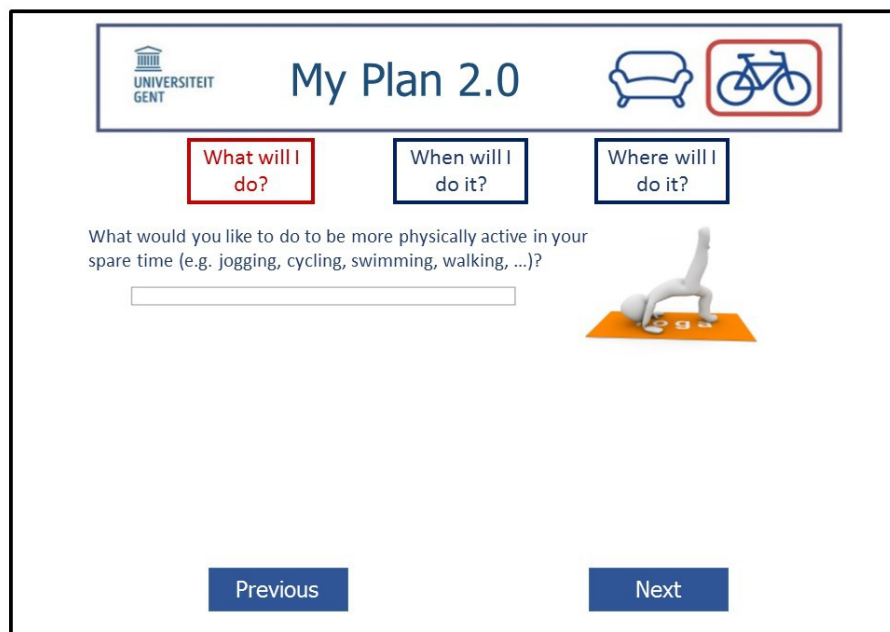 UNIVERSITEIT
GENT
My Plan 2.0
What will I
do?
When will I
do it?
Where will I
do it?
What would you like to do to be more physically active in your
spare time (e.g. jogging, cycling, swimming, walking, ...)?
oga
Previous
Next